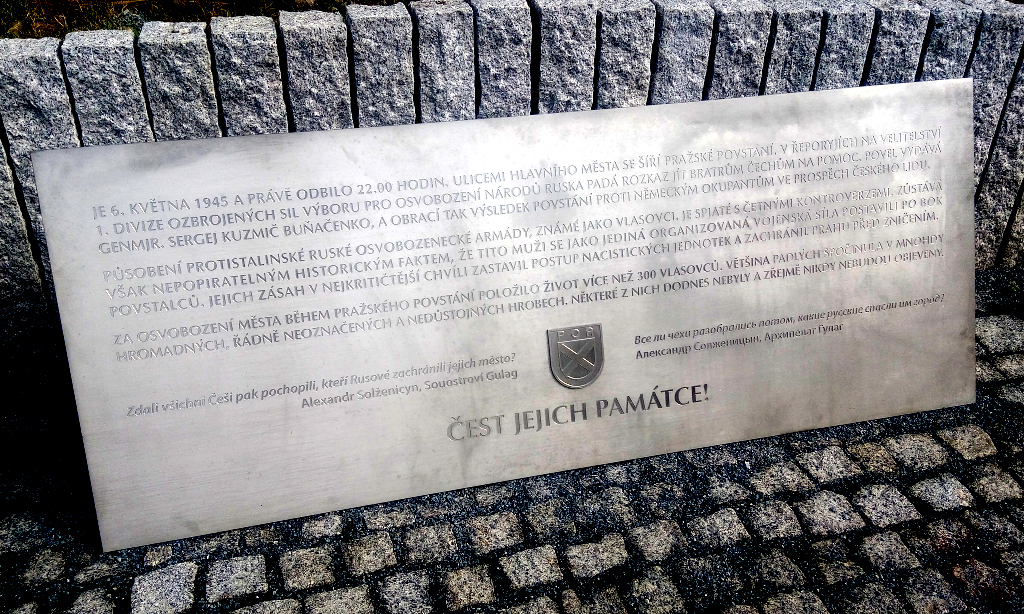 JE 6. KVĚTNA 1945 A PRÁVĚ ODBILO 22.00 HODIN. ULICEMI HLAVNÍHO MĚSTA SE ŠÍŘÍ PRAŽSKÉ POVSTÁNÍ. V ŘEPORYJÍCH NA VELITELSTVÍ
1. DIVIZE OZBROJENÝCH SIL VÝBORU PRO OSVOBOZENÍ NÁRODŮ RUSKA PADÁ ROZKAZ JÍT BRATRŮM ČECHŮM NA POMOC. POVEL VYDÁVÁ
GENMJR. SERGEJ KUZMIČ BUŇAČENKO, A OBRACÍ TAK VÝSLEDEK POVSTÁNÍ PROTI NĚMECKÝM OKUPANTŮM VE PROSPĚCH ČESKÉHO LIDU.
PŮSOBENÍ PROTISTALINSKÉ RUSKÉ OSVOBOZENECKÉ ARMÁDY, ZNÁMÉ JAKO VLASOVCI, JE SPJATÉ S ČETNÝMI KONTROVERZEMI. ZŮSTÁVÁ
VŠAK NEPOPIRATELNÝM HISTORICKÝM FAKTEM, ŽE TITO MUŽI SE JAKO JEDINÁ ORGANIZOVANÁ VOJENSKÁ SÍLA POSTAVILI PO BOK
POVSTALCŮ. JEJICH ZÁSAH V NEJKRITIČTĚJŠÍ CHVÍLI ZASTAVIL POSTUP NACISTICKÝCH JEDNOTEK A ZACHRÁNIL PRAHU PŘED ZNIČENÍM.
ZA OSVOBOZENÍ MĚSTA BĚHEM PRAŽSKÉHO POVSTÁNÍ POLOŽILO ŽIVOT VÍCE NEŽ 300 VLASOVCŮ. VĚTŠINA PADLÝCH SPOČINULA V MNOHDY
HROMADNÝCH, ŘÁDNĚ NEOZNAČENÝCH A NEDŮSTOJNÝCH HROBECH. NĚKTERÉ Z NICH DODNES NEBYLY A ZŘEJMĚ NIKDY NEBUDOU OBJEVENY.
Zdali všichni Češi pak pochopili, kteří Rusové zachránili jejich město?
Alexandr Solženicyn, Souostroví Gulag
РОА
Все ли чехи разобрались потом, какие русские спасли им город?
Александр Солженицын, Архипелаг Гулаг
ČEST JEJICH PAMÁTCE!